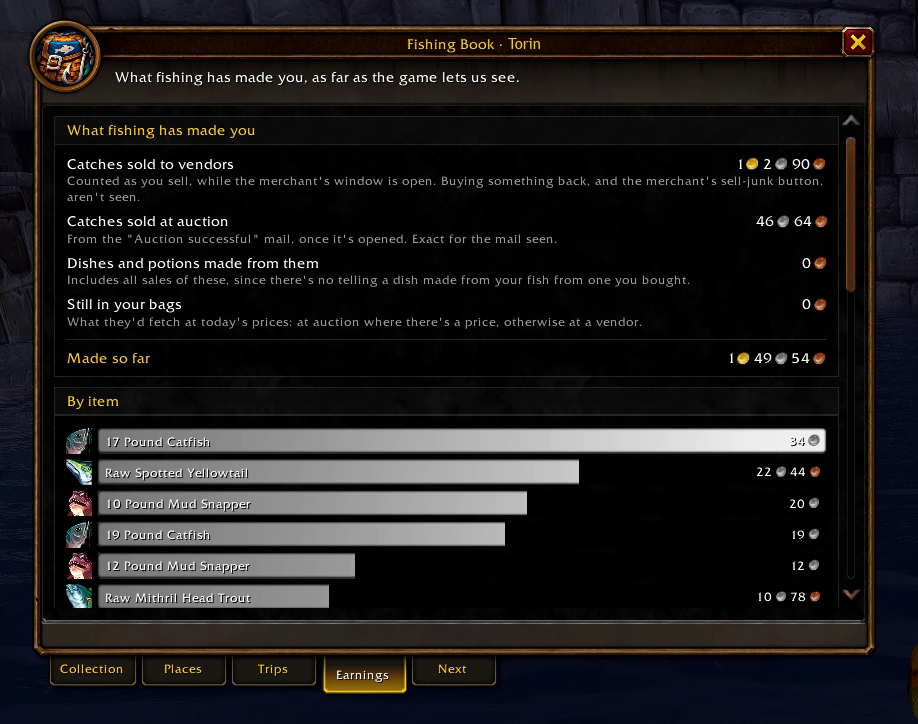 Fishing Book · Torin
What fishing has made you, as far as the game lets us see.
What fishing has made you
Catches sold to vendors 1 2 90
Counted as you sell, while the merchant's window is open. Buying something back, and the merchant's sell-junk button,
aren't seen.
Catches sold at auction 46 64
From the "Auction successful" mail, once it's opened. Exact for the mail seen.
Dishes and potions made from them 0
Includes all sales of these, since there's no telling a dish made from your fish from one you bought.
Still in your bags 0
What they'd fetch at today's prices: at auction where there's a price, otherwise at a vendor.
Made so far 1 49 54
By item
17 Pound Catfish 34
Raw Spotted Yellowtail 22 44
10 Pound Mud Snapper 20
19 Pound Catfish 19
12 Pound Mud Snapper 12
Raw Mithril Head Trout 10 78
Collection Places Trips Earnings Next